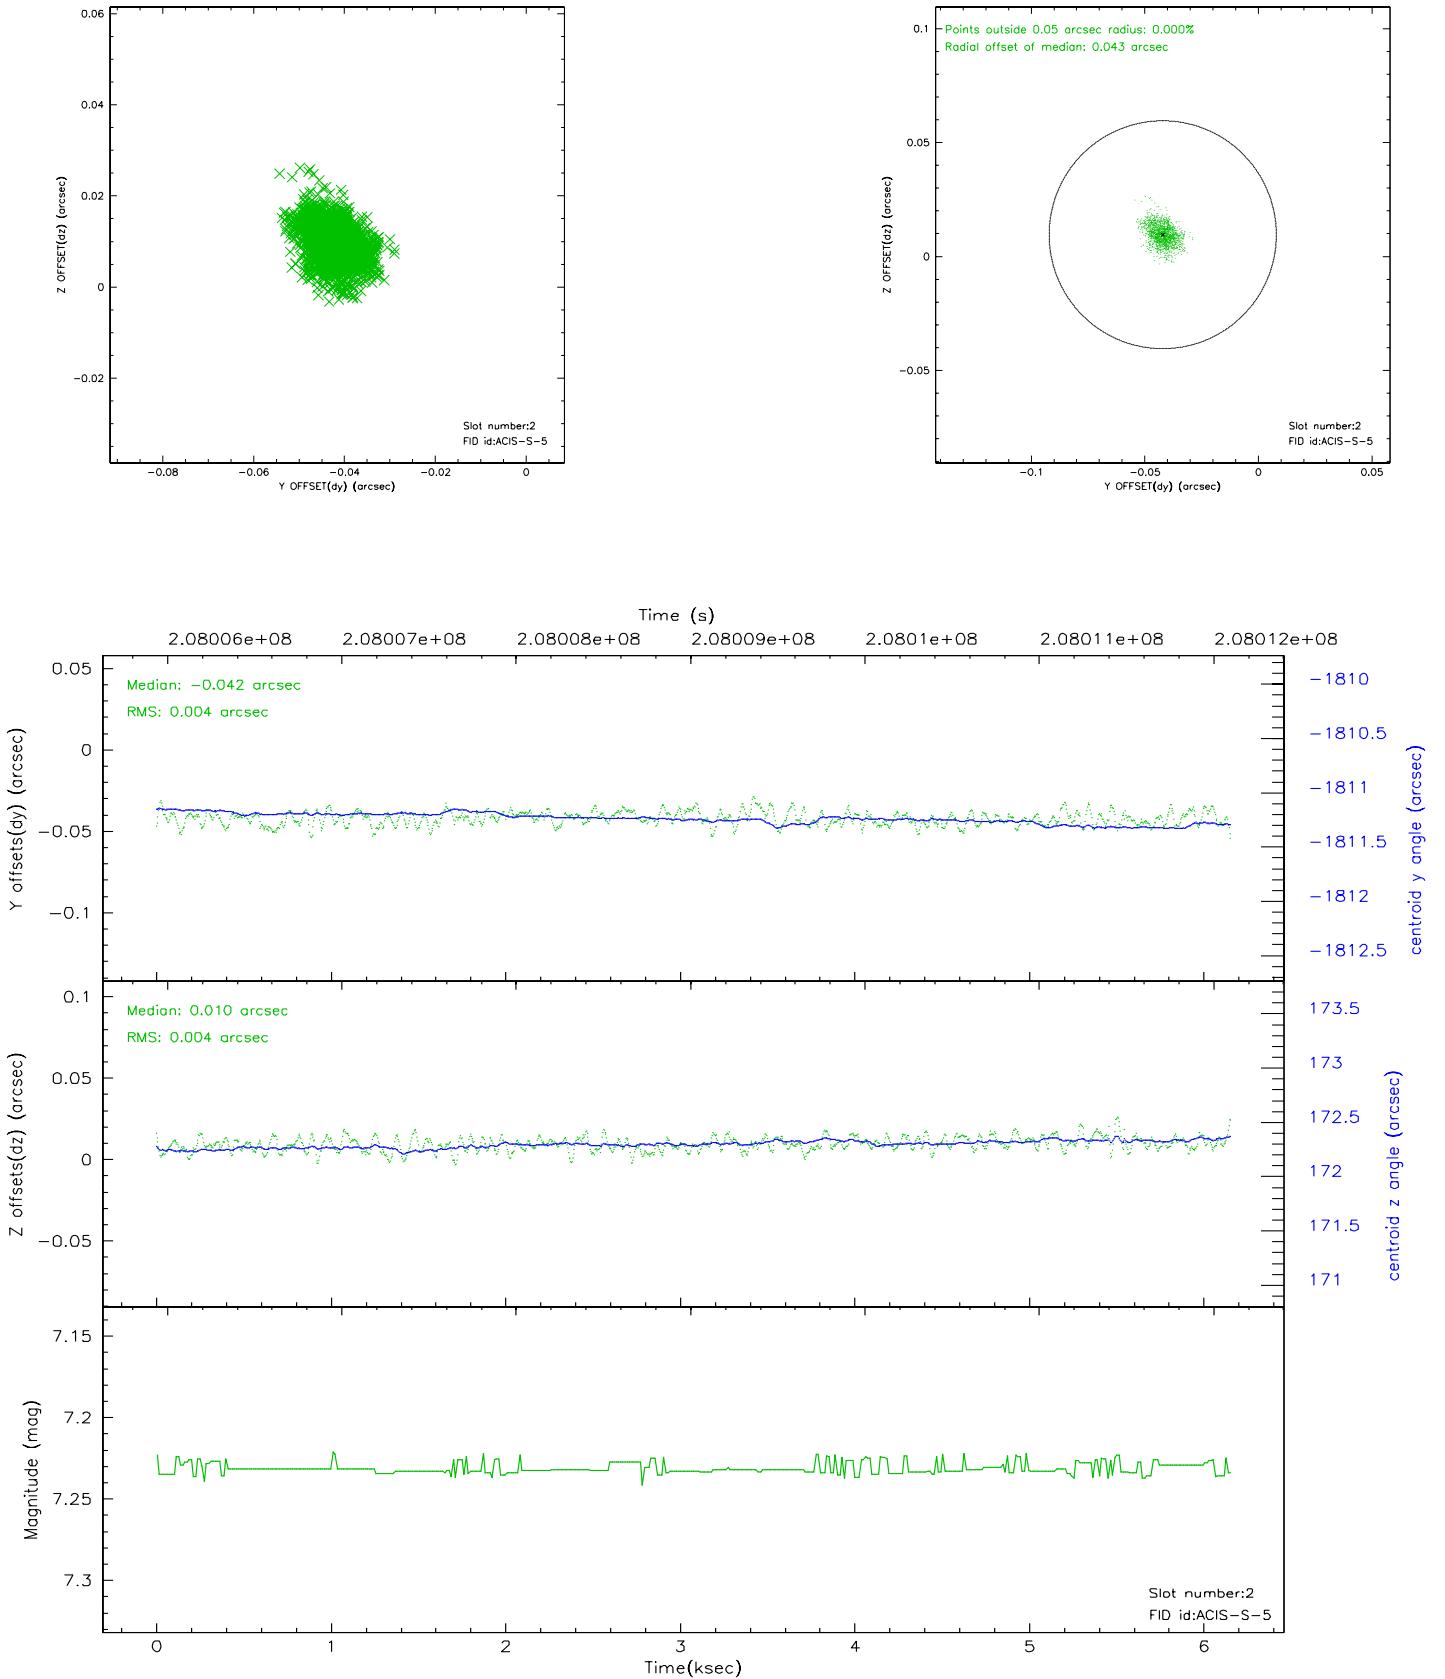 0.06
0.04
0.02
0
−0.02
Z OFFSET(dz) (arcsec)
Slot number:2
FID id:ACIS−S−5
−0.08 −0.06 −0.04 −0.02 0
Y OFFSET(dy) (arcsec)
Points outside 0.05 arcsec radius: 0.000%
Radial offset of median: 0.043 arcsec
0.1
0.05
0
−0.05
Z OFFSET(dz) (arcsec)
Slot number:2
FID id:ACIS−S−5
−0.1 −0.05 0 0.05
Y OFFSET(dy) (arcsec)
Time (s)
2.08006e+08 2.08007e+08 2.08008e+08 2.08009e+08 2.0801e+08 2.08011e+08 2.08012e+08
Median: −0.042 arcsec
RMS: 0.004 arcsec
0.05
0
−0.05
−0.1
Y offsets(dy) (arcsec)
−1810
−1810.5
−1811
−1811.5
−1812
−1812.5
centroid y angle (arcsec)
Median: 0.010 arcsec
RMS: 0.004 arcsec
0.1
0.05
0
−0.05
Z offsets(dz) (arcsec)
173.5
173
172.5
172
171.5
171
centroid z angle (arcsec)
7.15
7.2
7.25
7.3
Magnitude (mag)
Slot number:2
FID id:ACIS−S−5
0 1 2 3 4 5 6
Time(ksec)